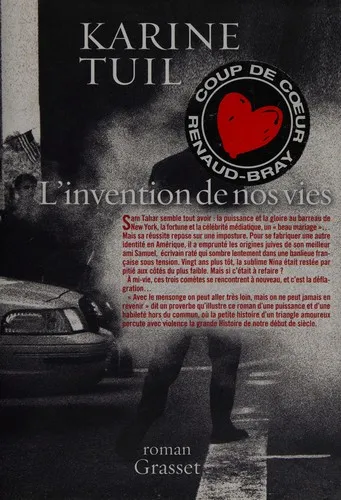 KARINE
TUIL
COUP DE CŒUR
RENAUD-BRAY
L'invention de nos vies
Sam Tahar semble tout avoir : la puissance et la gloire au barreau de
New York, la fortune et la célébrité médiatique, un « beau mariage »...
Mais sa réussite repose sur une imposture. Pour se fabriquer une autre
identité en Amérique, il a emprunté les origines juives de son meilleur
ami Samuel, écrivain raté qui sombre lentement dans une banlieue fran-
çaise sous tension. Vingt ans plus tôt, la sublime Nina était restée par
pitié aux côtés du plus faible. Mais si c'était à refaire ?
À mi-vie, ces trois comètes se rencontrent à nouveau, et c'est la défla-
gration...
« Avec le mensonge on peut aller très loin, mais on ne peut jamais en
revenir » dit un proverbe qu'illustre ce roman d'une puissance et d'une
habileté hors du commun, où la petite histoire d'un triangle amoureux
percute avec violence la grande histoire de notre début de siècle.
roman
Grasset